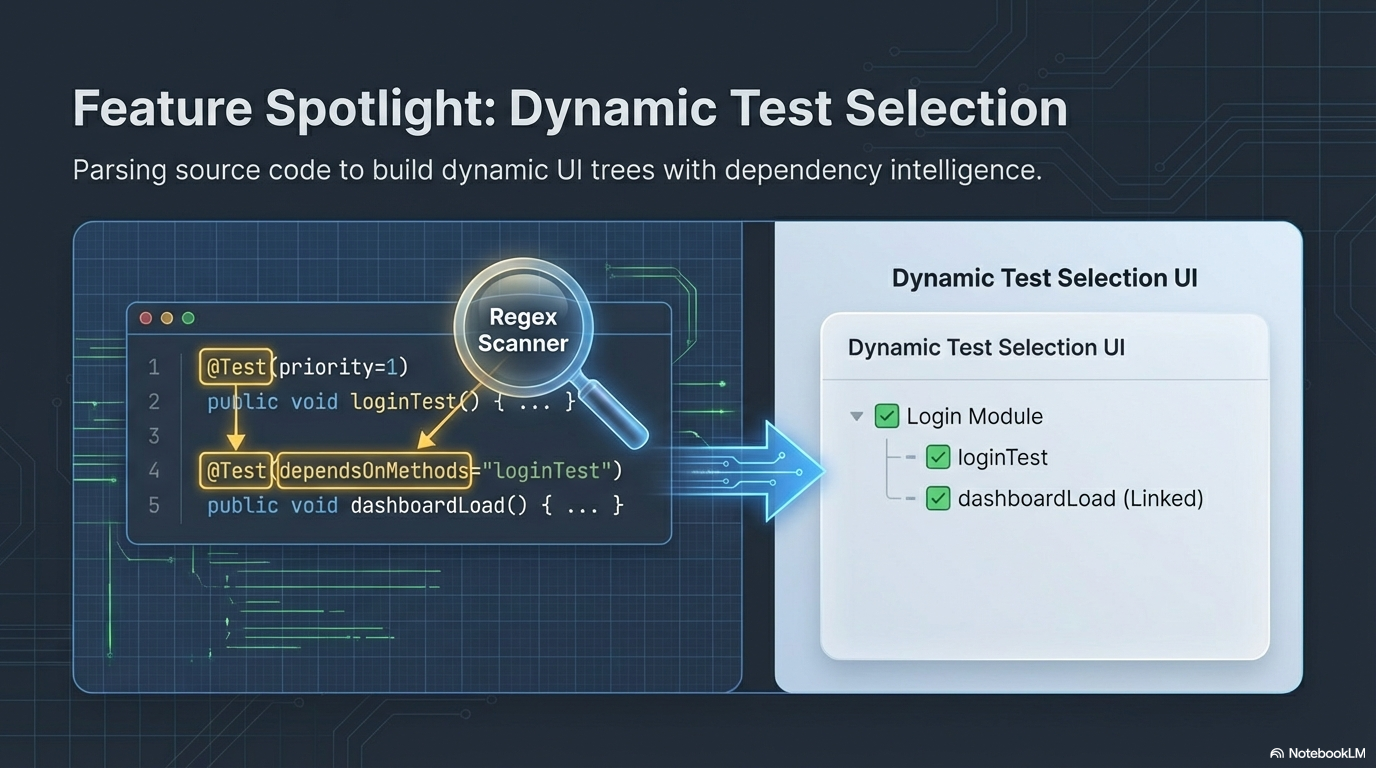 Feature Spotlight: Dynamic Test Selection
Parsing source code to build dynamic UI trees with dependency intelligence.
Regex
Scanner
1 @Test(priority=1)
2 public void loginTest() { ... }
3
4 @Test(dependsOnMethods="loginTest")
5 public void dashboardLoad() { ... }
Dynamic Test Selection UI
Dynamic Test Selection UI
Login Module
loginTest
dashboardLoad (Linked)
NotebookLM